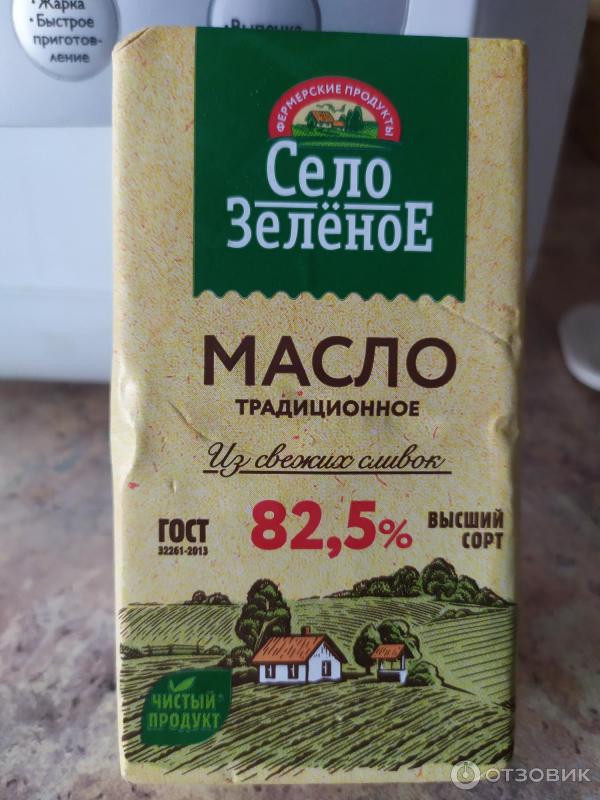 • Жарка
• Быстрое
приготов-
ление
• Выпечка
ФЕРМЕРСКИЕ ПРОДУКТЫ
Село
Зелёное
МАСЛО
ТРАДИЦИОННОЕ
Из свежих сливок
ГОСТ
32261-2013
82,5%
ВЫСШИЙ
СОРТ
ЧИСТЫЙ
ПРОДУКТ
ОТЗОВИК